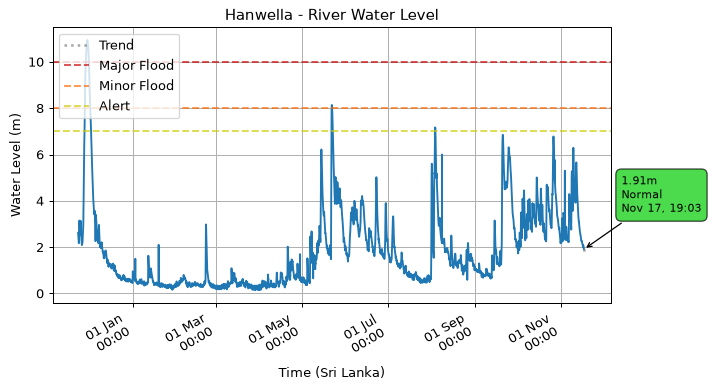 Hanwella - River Water Level
Trend
Major Flood
Minor Flood
Alert
10
8
6
4
2
0
Water Level (m)
1.91m
Normal
Nov 17, 19:03
01 Jan
00:00
01 Mar
00:00
01 May
00:00
01 Jul
00:00
01 Sep
00:00
01 Nov
00:00
Time (Sri Lanka)